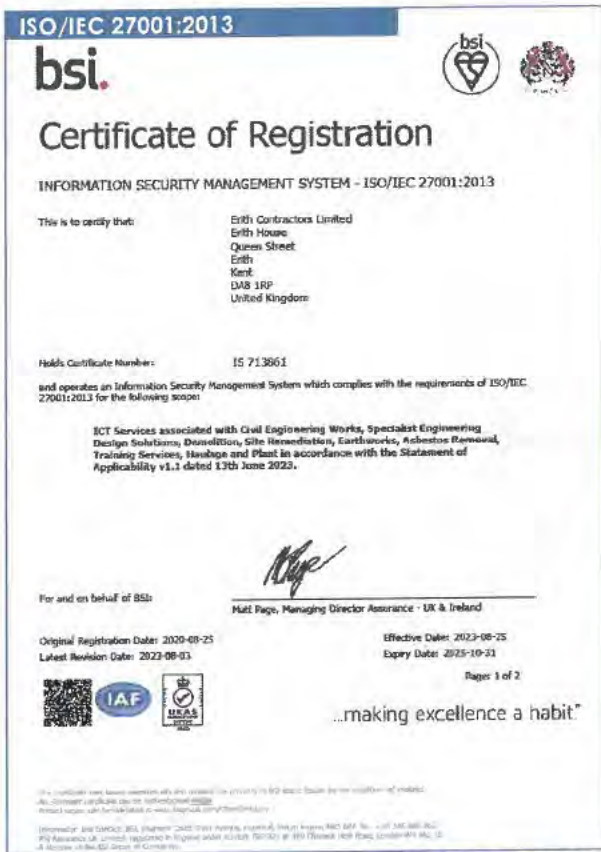 ISO/IEC 27001:2013
bsi.
bsi
Certificate of Registration
INFORMATION SECURITY MANAGEMENT SYSTEM - ISO/IEC 27001:2013
This is to certify that:
Erith Contractors Limited
Erith House
Queen Street
Erith
Kent
DA8 1RP
United Kingdom
Holds Certificate Number: IS 713861
and operates an Information Security Management System which complies with the requirements of ISO/IEC
27001:2013 for the following scope:
ICT Services associated with Civil Engineering Works, Specialist Engineering
Design Solutions, Demolition, Site Remediation, Earthworks, Asbestos Removal,
Training Services, Haulage and Plant in accordance with the Statement of
Applicability v1.1 dated 13th June 2023.
For and on behalf of BSI:
Matt Page, Managing Director Assurance - UK & Ireland
Original Registration Date: 2020-08-25
Effective Date: 2023-08-25
Latest Revision Date: 2023-08-03
Expiry Date: 2025-10-31
Page: 1 of 2
IAF
UKAS
...making excellence a habit."